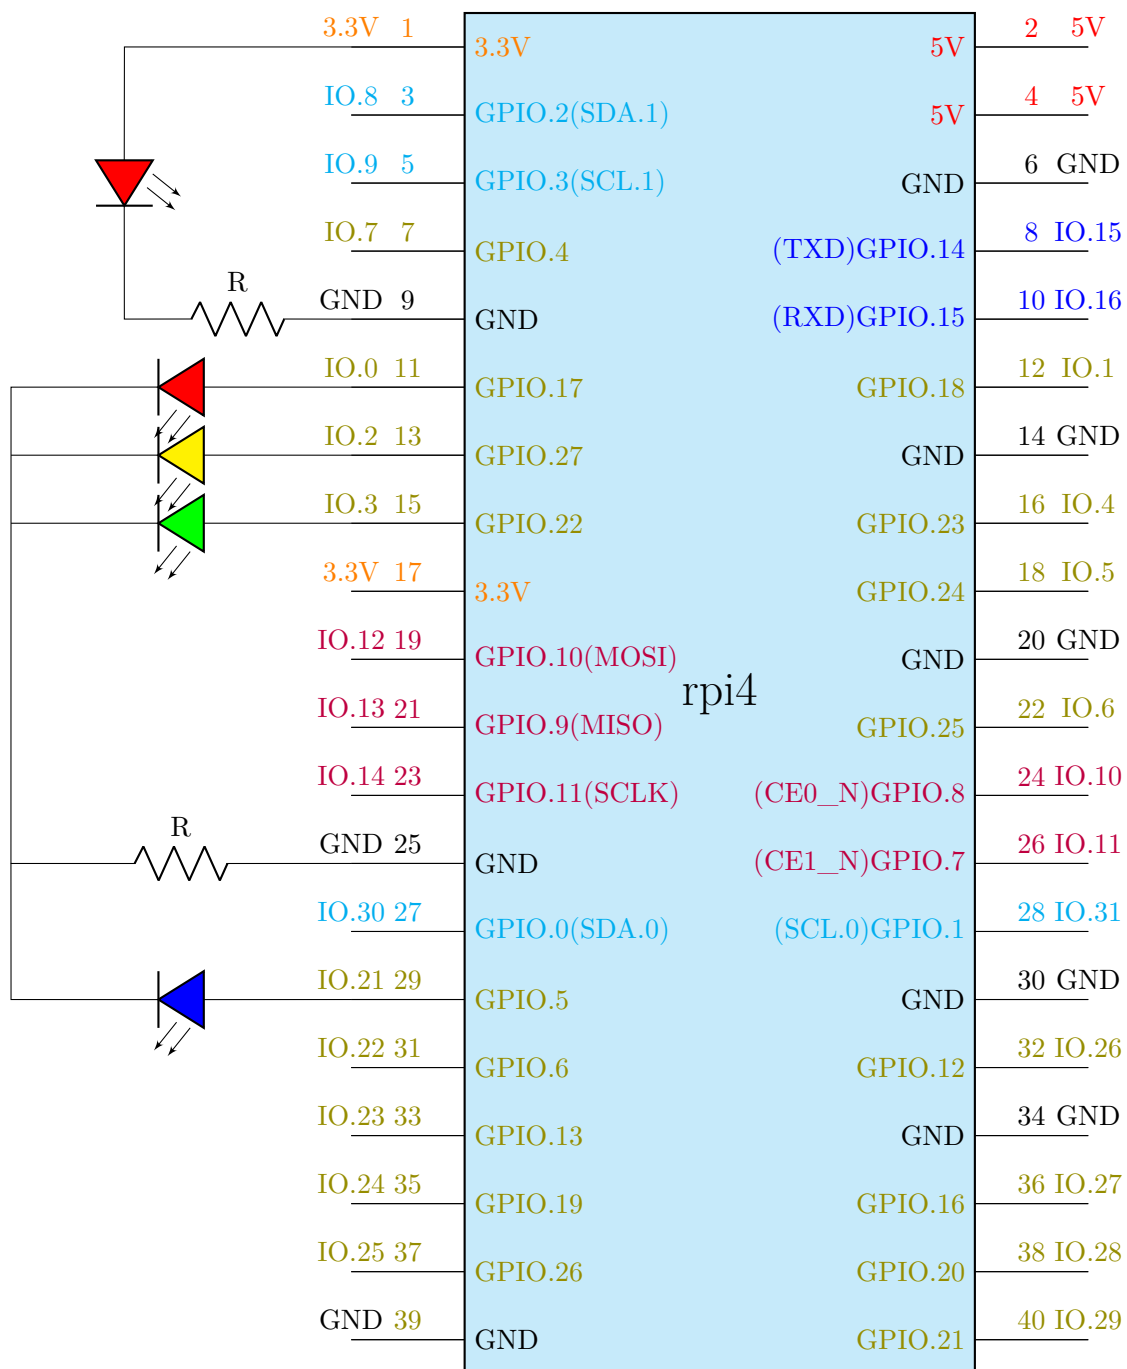 3.3V 1 3.3V 5V 2 5V
IO.8 3 GPIO.2(SDA.1) 5V 4 5V
IO.9 5 GPIO.3(SCL.1) GND 6 GND
IO.7 7 GPIO.4 (TXD)GPIO.14 8 IO.15
R GND 9 GND (RXD)GPIO.15 10 IO.16
IO.0 11 GPIO.17 GPIO.18 12 IO.1
IO.2 13 GPIO.27 GND 14 GND
IO.3 15 GPIO.22 GPIO.23 16 IO.4
3.3V 17 3.3V GPIO.24 18 IO.5
IO.12 19 GPIO.10(MOSI) GND 20 GND
rpi4
IO.13 21 GPIO.9(MISO) GPIO.25 22 IO.6
IO.14 23 GPIO.11(SCLK) (CE0_N)GPIO.8 24 IO.10
R GND 25 GND (CE1_N)GPIO.7 26 IO.11
IO.30 27 GPIO.0(SDA.0) (SCL.0)GPIO.1 28 IO.31
IO.21 29 GPIO.5 GND 30 GND
IO.22 31 GPIO.6 GPIO.12 32 IO.26
IO.23 33 GPIO.13 GND 34 GND
IO.24 35 GPIO.19 GPIO.16 36 IO.27
IO.25 37 GPIO.26 GPIO.20 38 IO.28
GND 39 GND GPIO.21 40 IO.29